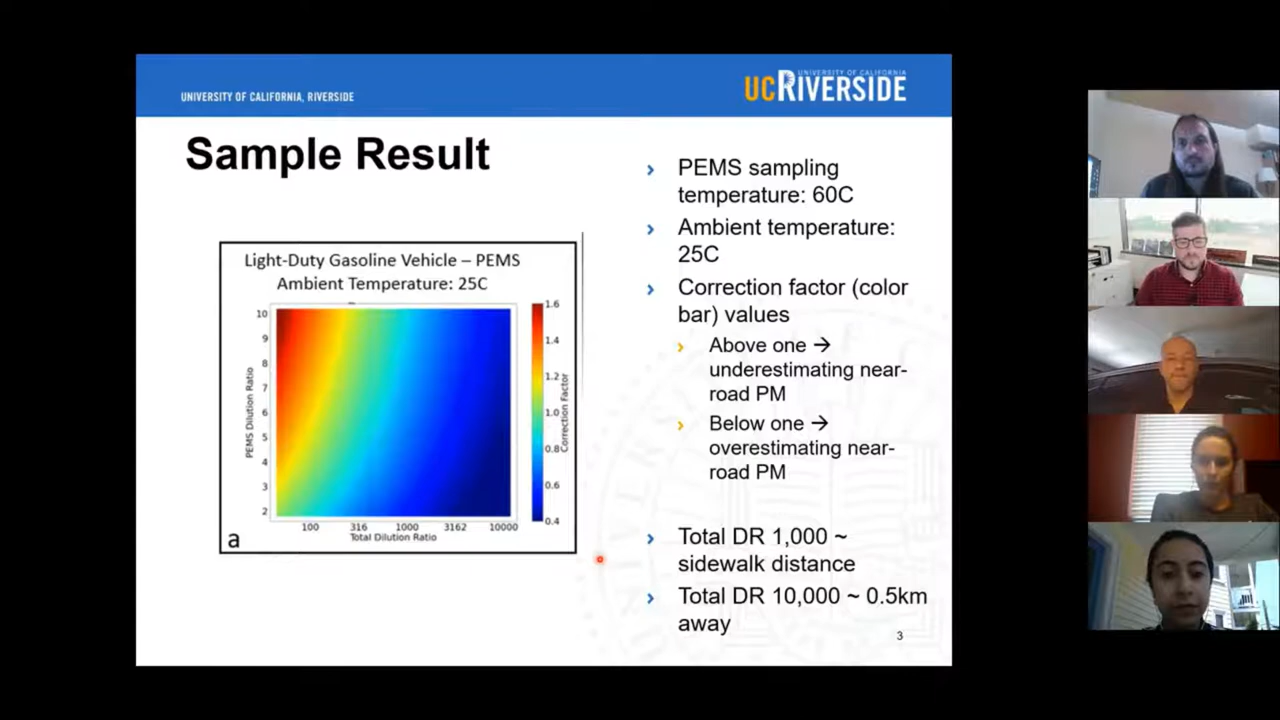 UNIVERSITY OF CALIFORNIA, RIVERSIDE
UNIVERSITY OF CALIFORNIA
UCRIVERSIDE
Sample Result
Light-Duty Gasoline Vehicle – PEMS
Ambient Temperature: 25C
10
9
8
7
6
5
4
3
2
PEMS Dilution Ratio
100
316
1000
3162
10000
Total Dilution Ratio
1.6
1.4
1.2
1.0
0.8
0.6
0.4
Correction Factor
a
› PEMS sampling
temperature: 60C
› Ambient temperature:
25C
› Correction factor (color
bar) values
› Above one →
underestimating near-
road PM
› Below one →
overestimating near-
road PM
› Total DR 1,000 ~
sidewalk distance
› Total DR 10,000 ~ 0.5km
away
3